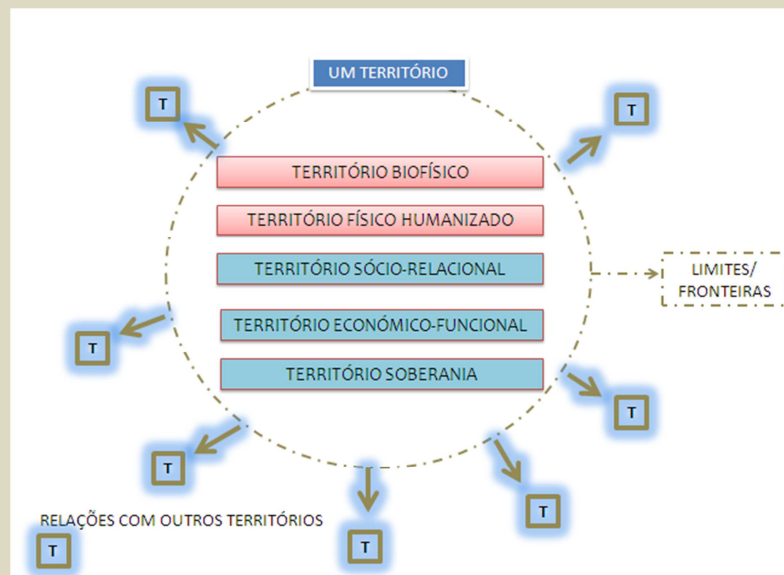 UM TERRITÓRIO
T
T
TERRITÓRIO BIOFÍSICO
TERRITÓRIO FÍSICO HUMANIZADO
TERRITÓRIO SÓCIO-RELACIONAL
LIMITES/
FRONTEIRAS
TERRITÓRIO ECONÓMICO-FUNCIONAL
T
TERRITÓRIO SOBERANIA
T
T
T
RELAÇÕES COM OUTROS TERRITÓRIOS
T
T